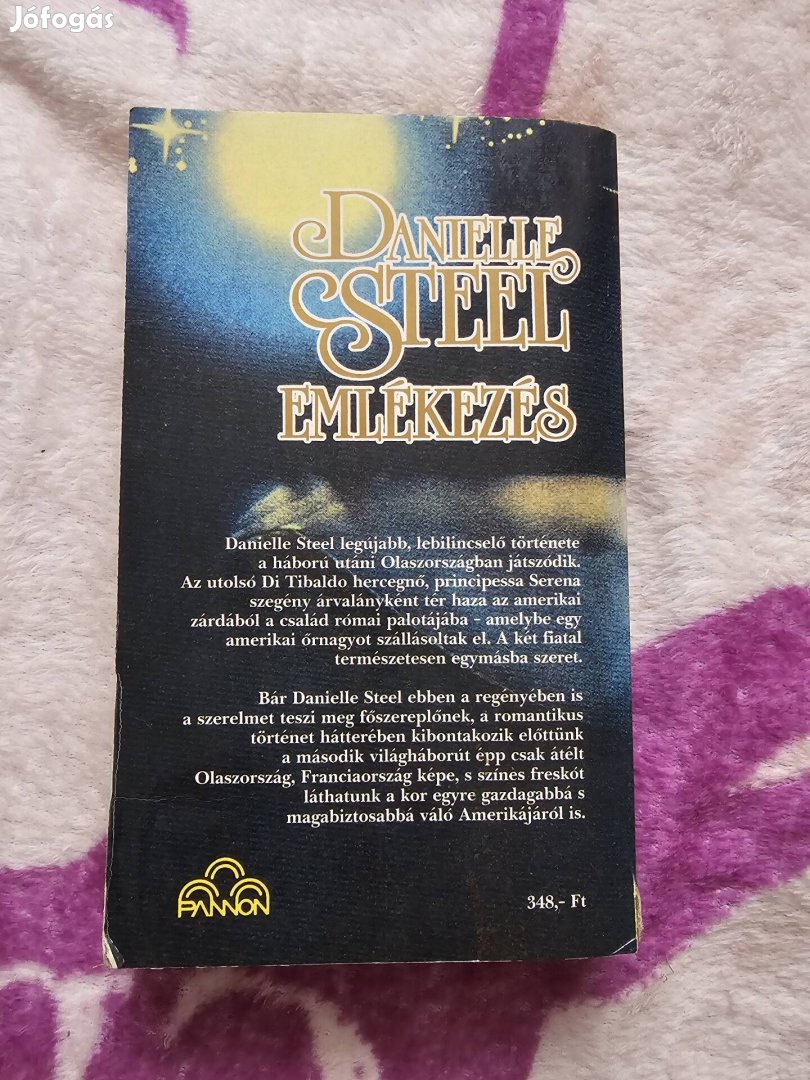 Jófogás
DANIELLE
STEEL
EMLÉKEZÉS
Danielle Steel legújabb, lebilincselő története
a háború utáni Olaszországban játszódik.
Az utolsó Di Tibaldo hercegnő, principessa Serena
szegény árvalányként tér haza az amerikai
zárdából a család római palotájába - amelybe egy
amerikai őrnagyot szállásoltak el. A két fiatal
természetesen egymásba szeret.
Bár Danielle Steel ebben a regényében is
a szerelmet teszi meg főszereplőnek, a romantikus
történet hátterében kibontakozik előttünk
a második világháborút épp csak átélt
Olaszország, Franciaország képe, s színes freskót
láthatunk a kor egyre gazdagabbá s
magabiztosabbá váló Amerikájáról is.
PANNON
348,- Ft